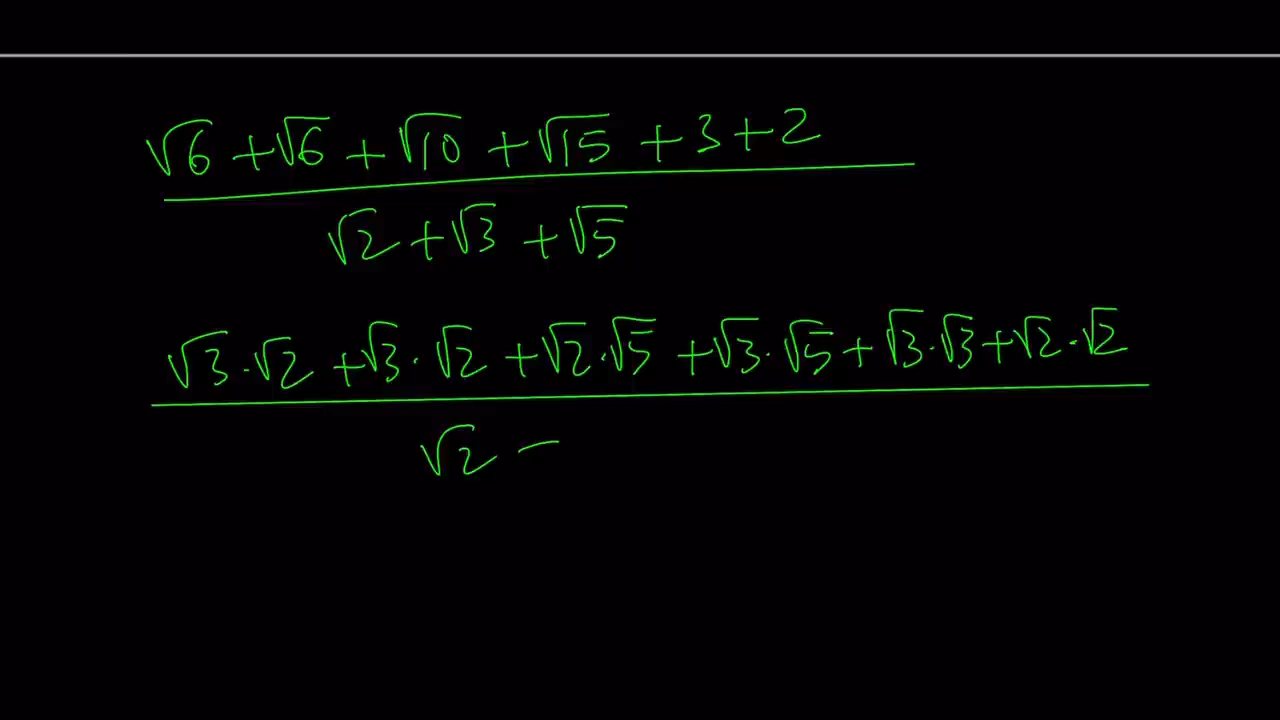 √6 + √6 + √10 + √15 + 3 + 2
√2 + √3 + √5
√3 · √2 + √3 · √2 + √2 · √5 + √3 · √5 + √3 · √3 + √2 · √2
√2 −